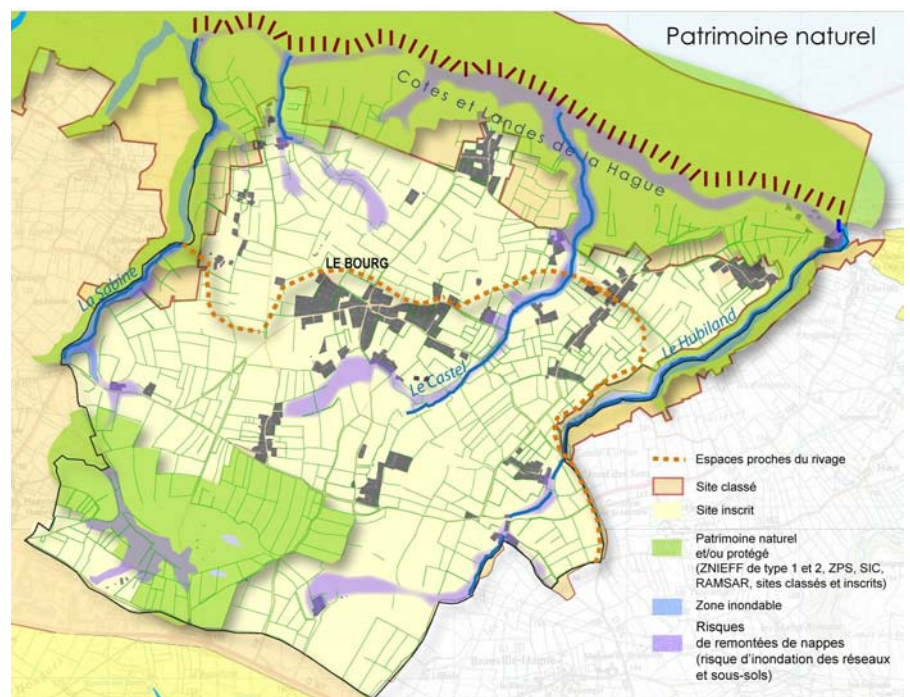 Patrimoine naturel
Cotes et Landes de la Hague
LE BOURG
La Sabine
Le Castel
Le Hubiland
Espaces proches du rivage
Site classé
Site inscrit
Patrimoine naturel
et/ou protégé
(ZNIEFF de type 1 et 2, ZPS, SIC,
RAMSAR, sites classés et inscrits)
Zone inondable
Risques
de remontées de nappes
(risque d'inondation des réseaux
et sous-sols)